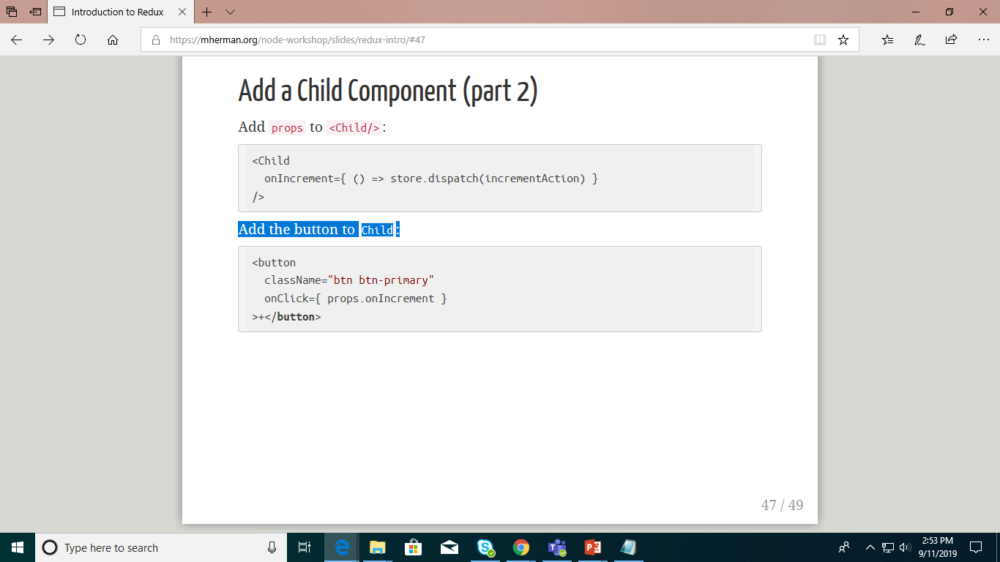 Introduction to Redux
https://mherman.org/node-workshop/slides/redux-intro/#47
Add a Child Component (part 2)
Add props to <Child/>:
<Child
  onIncrement={ () => store.dispatch(incrementAction) }
/>
Add the button to Child:
<button
  className="btn btn-primary"
  onClick={ props.onIncrement }
>+</button>
47 / 49
Type here to search
2:53 PM
9/11/2019